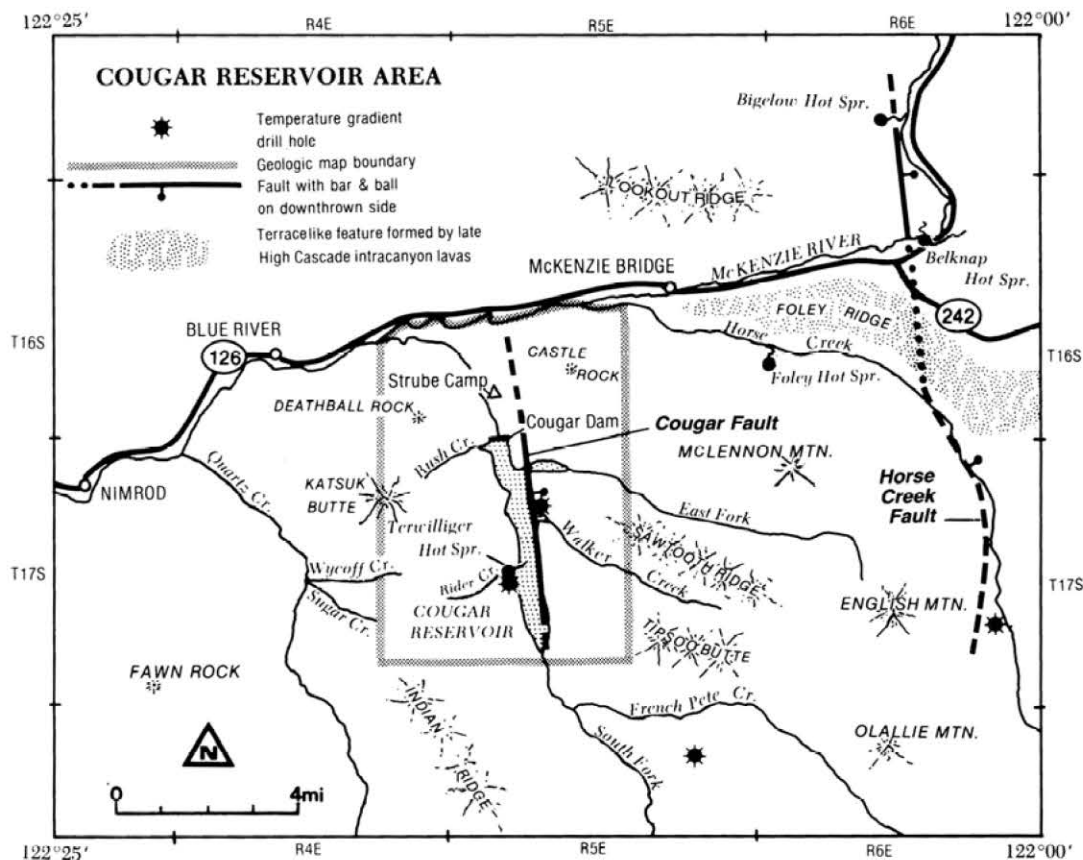 122°25'
R4E
R5E
R6E
122°00'
COUGAR RESERVOIR AREA
Temperature gradient
drill hole
Geologic map boundary
Fault with bar & ball
on downthrown side
Terracelike feature formed by late
High Cascade intracanyon lavas
Bigelow Hot Spr.
LOOKOUT RIDGE
McKENZIE RIVER
McKENZIE BRIDGE
Belknap
Hot Spr.
BLUE RIVER
FOLEY RIDGE
242
T16S
126
Horse
Creek
T16S
CASTLE
ROCK
Foley Hot Spr.
Strube Camp
DEATHBALL ROCK
Cougar Dam
Cougar Fault
Rush Cr.
MCLENNON MTN.
Quartz Cr.
KATSUK
BUTTE
Horse
Creek
Fault
NIMROD
East Fork
Terwilliger
Hot Spr.
Walker
Creek
SAWTOOTH RIDGE
T17S
Wycoff Cr.
Rider Cr.
T17S
Sugar Cr.
COUGAR
RESERVOIR
ENGLISH MTN.
TIPSOO BUTTE
FAWN ROCK
INDIAN
RIDGE
French Pete Cr.
South Fork
OLALLIE MTN.
N
0
4mi
122°25'
R4E
R5E
R6E
122°00'